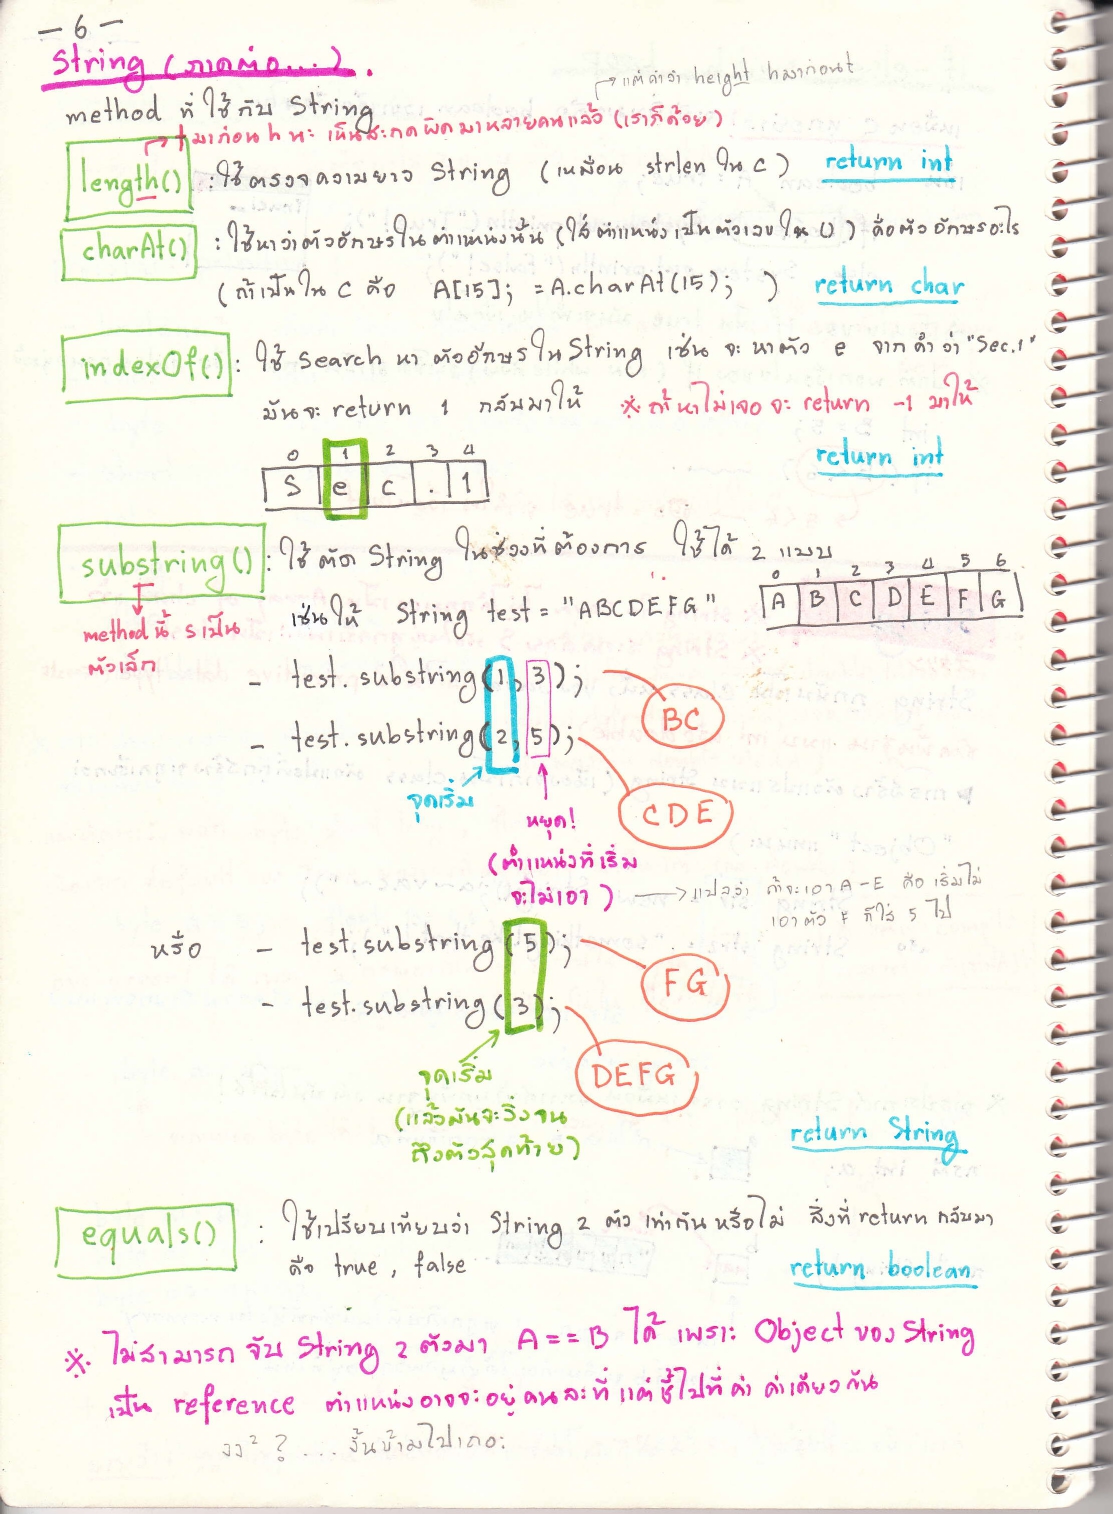 – 6 –
String (ภาคต่อ...).
method ที่ใช้กับ String
แต่คำว่า height h มาก่อน t
t มาก่อน h นะ เห็นสะกดผิดมาหลายคนแล้ว (เราก็ด้วย)
length() : ใช้ตรวจความยาว String (เหมือน strlen ใน C) return int
charAt() : ใช้หาว่าตัวอักษรในตำแหน่งนั้น (ใส่ตำแหน่งเป็นตัวเลขใน ()) คือตัวอักษรอะไร
(ถ้าเป็นใน C คือ A[15]; = A.charAt(15); ) return char
indexOf() : ใช้ search หาตัวอักษรใน String เช่น จะหาตัว e จากคำว่า "Sec.1"
มันจะ return 1 กลับมาให้ ※ ถ้าหาไม่เจอจะ return -1 มาให้
return int
0 1 2 3 4
S e c . 1
substring() : ใช้ตัด String ในช่วงที่ต้องการ ใช้ได้ 2 แบบ
0 1 2 3 4 5 6
เช่นให้ String test = "ABCDEFG" A B C D E F G
method นี้ s เป็น
ตัวเล็ก
- test.substring(1,3); BC
- test.substring(2,5); CDE
จุดเริ่ม
หยุด!
(ตำแหน่งที่เริ่ม
จะไม่เอา)
แปลว่า ถ้าจะเอา A-E คือ เริ่มไม่
เอาตัว F ก็ใส่ 5 ไป
หรือ - test.substring(5); FG
- test.substring(3); DEFG
จุดเริ่ม
(แล้วมันจะวิ่งจน
ถึงตัวสุดท้าย)
return String
equals() : ใช้เปรียบเทียบว่า String 2 ตัว เท่ากันหรือไม่ สิ่งที่ return กลับมา
คือ true, false return boolean
※ ไม่สามารถ จับ String 2 ตัวมา A==B ได้ เพราะ Object ของ String
เป็น reference ตำแหน่งอาจจะอยู่คนละที่ แต่ชี้ไปที่ค่า ค่าเดียวกัน
งง² ? ... งั้นข้ามไปเถอะ